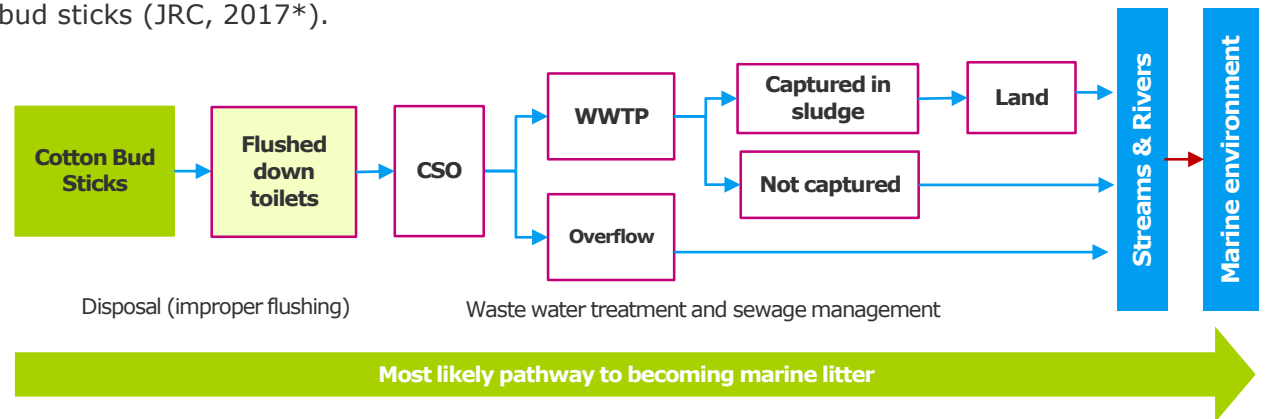 bud sticks (JRC, 2017*).
Cotton Bud
Sticks
Flushed
down
toilets
CSO
WWTP
Overflow
Captured in
sludge
Land
Not captured
Streams & Rivers
Marine environment
Disposal (improper flushing)
Waste water treatment and sewage management
Most likely pathway to becoming marine litter